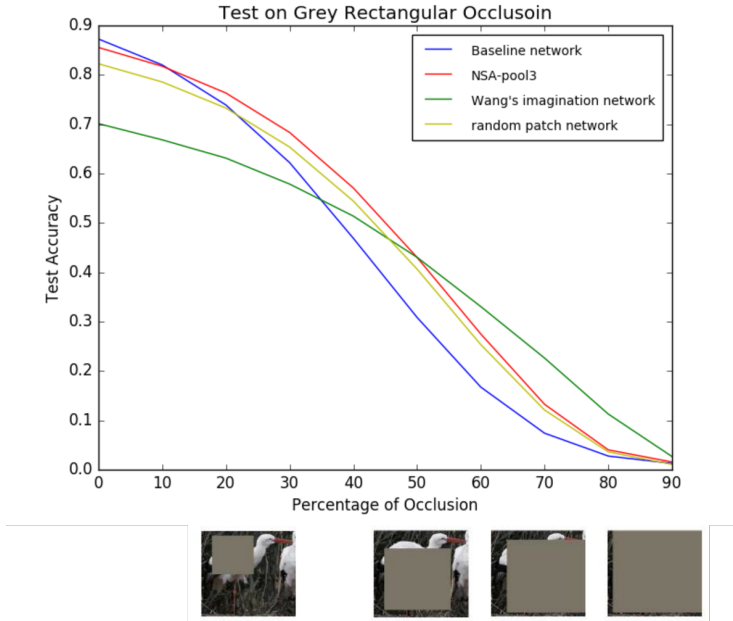 Test on Grey Rectangular Occlusoin
0.9
0.8
0.7
0.6
0.5
0.4
0.3
0.2
0.1
0.0
Test Accuracy
Baseline network
NSA-pool3
Wang's imagination network
random patch network
0 10 20 30 40 50 60 70 80 90
Percentage of Occlusion